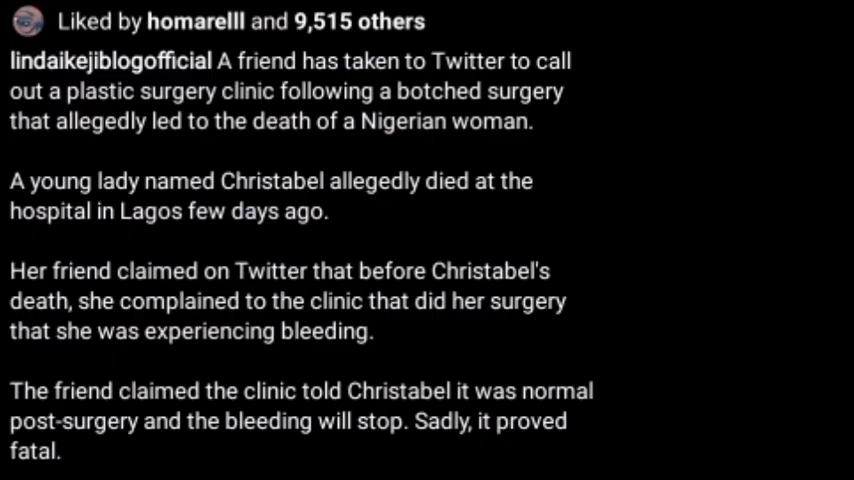 Liked by homarelll and 9,515 others
lindaikejiblogofficial A friend has taken to Twitter to call
out a plastic surgery clinic following a botched surgery
that allegedly led to the death of a Nigerian woman.
A young lady named Christabel allegedly died at the
hospital in Lagos few days ago.
Her friend claimed on Twitter that before Christabel's
death, she complained to the clinic that did her surgery
that she was experiencing bleeding.
The friend claimed the clinic told Christabel it was normal
post-surgery and the bleeding will stop. Sadly, it proved
fatal.